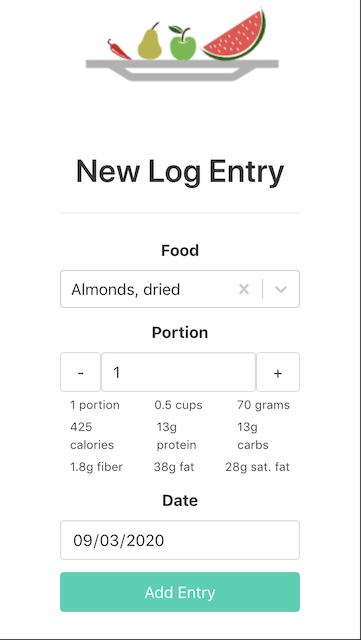 New Log Entry
Food
Almonds, dried
Portion
- 1 +
1 portion 0.5 cups 70 grams
425 calories 13g protein 13g carbs
1.8g fiber 38g fat 28g sat. fat
Date
09/03/2020
Add Entry